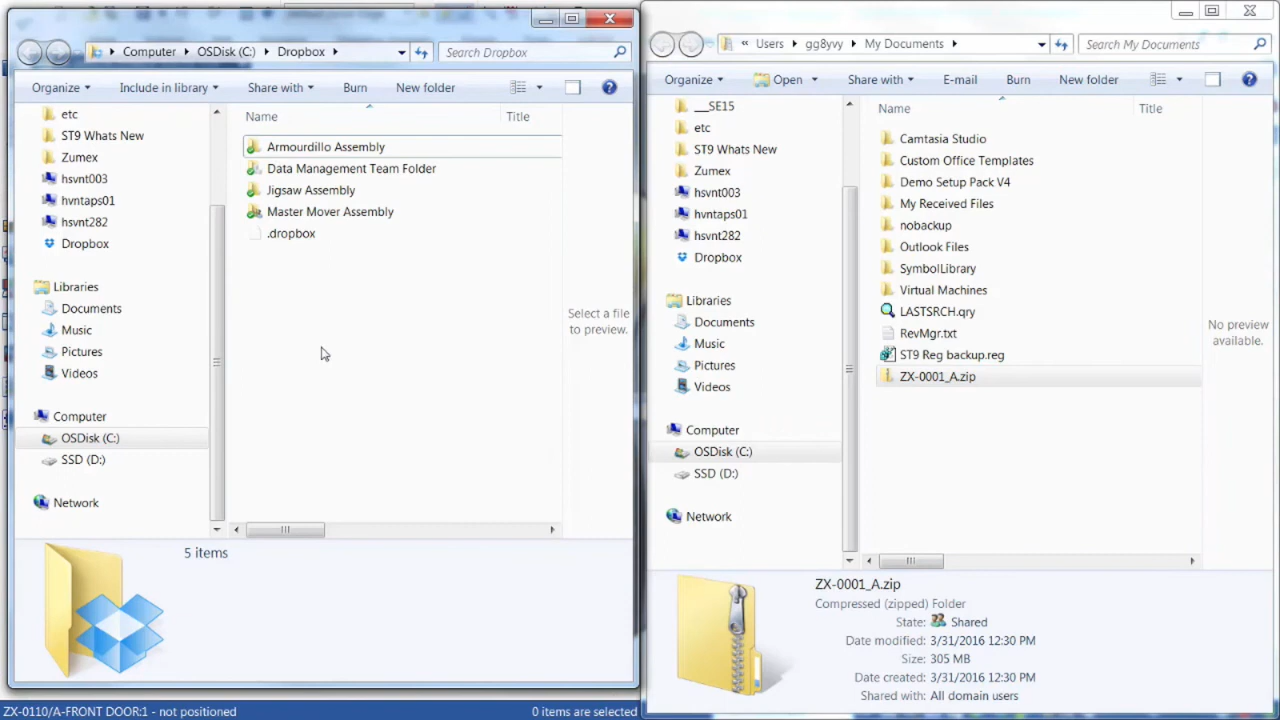 Computer OSDisk (C:) Dropbox
Search Dropbox
Organize Include in library Share with Burn New folder
etc
ST9 Whats New
Zumex
hsvnt003
hvntaps01
hsvnt282
Dropbox
Libraries
Documents
Music
Pictures
Videos
Computer
OSDisk (C:)
SSD (D:)
Network
Name Title
Armourdillo Assembly
Data Management Team Folder
Jigsaw Assembly
Master Mover Assembly
.dropbox
Select a file
to preview.
5 items
ZX-0110/A-FRONT DOOR:1 - not positioned
0 items are selected
« Users gg8yvy My Documents
Search My Documents
Organize Open Share with E-mail Burn New folder
__SE15
etc
ST9 Whats New
Zumex
hsvnt003
hvntaps01
hsvnt282
Dropbox
Libraries
Documents
Music
Pictures
Videos
Computer
OSDisk (C:)
SSD (D:)
Network
Name Title
Camtasia Studio
Custom Office Templates
Demo Setup Pack V4
My Received Files
nobackup
Outlook Files
SymbolLibrary
Virtual Machines
LASTSRCH.qry
RevMgr.txt
ST9 Reg backup.reg
ZX-0001_A.zip
No preview
available.
ZX-0001_A.zip
Compressed (zipped) Folder
State: Shared
Date modified: 3/31/2016 12:30 PM
Size: 305 MB
Date created: 3/31/2016 12:30 PM
Shared with: All domain users